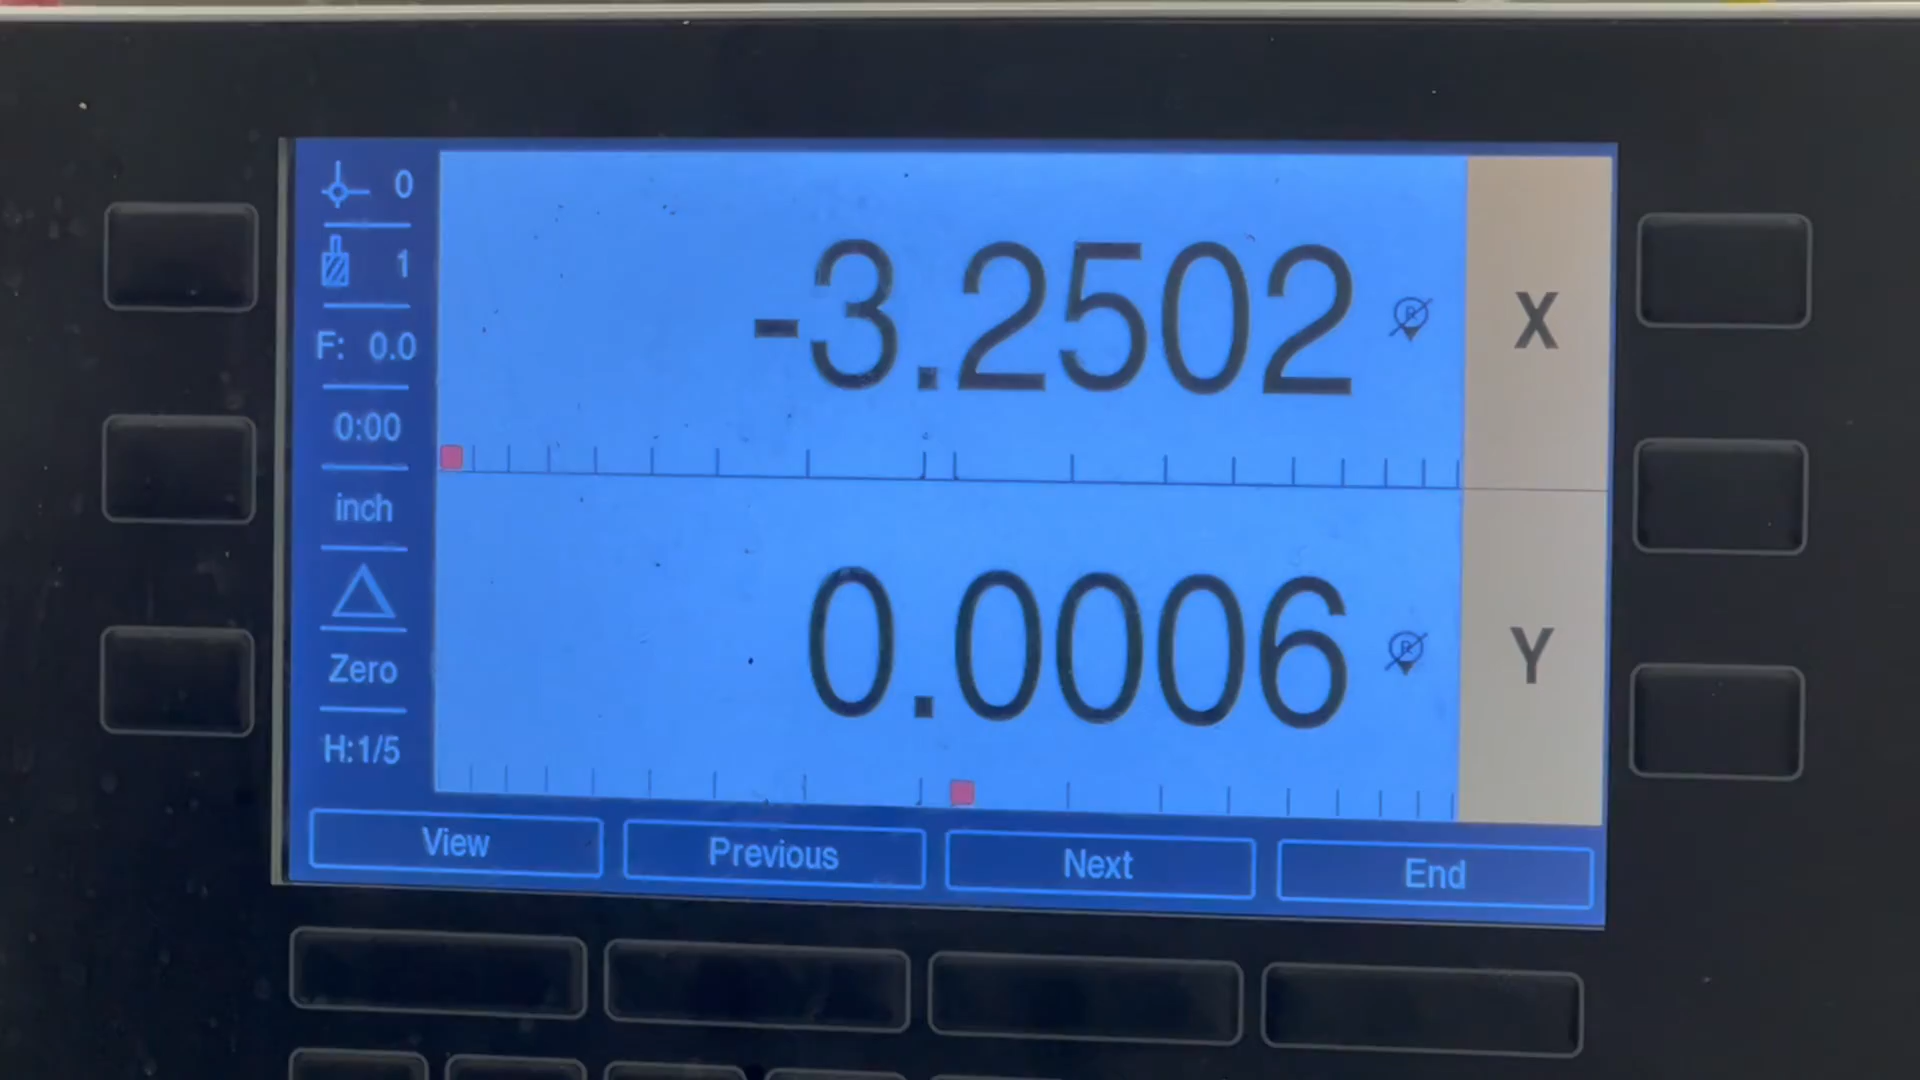 0
1
F: 0.0
0:00
inch
Zero
H:1/5
-3.2502 R X
0.0006 R Y
View Previous Next End